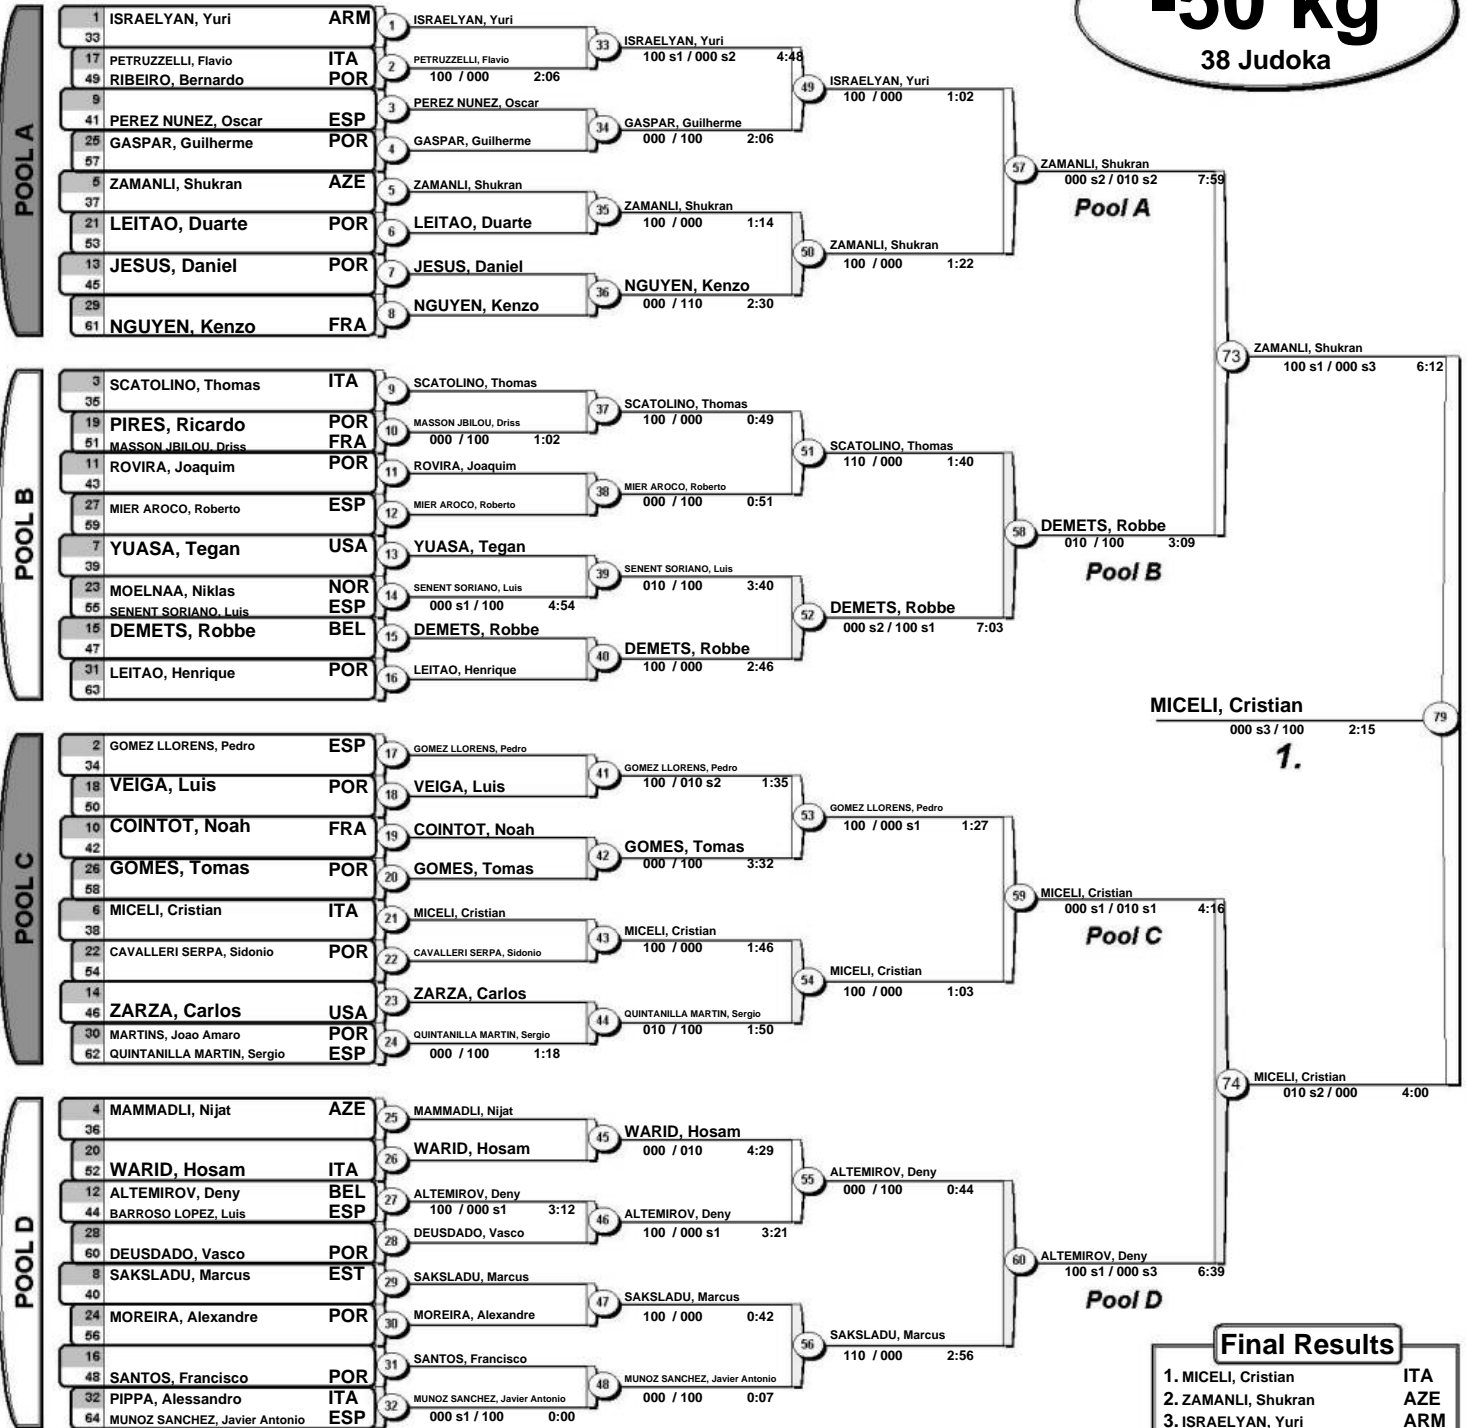 -50 kg
38 Judoka
POOL A
1 ISRAELYAN, Yuri ARM
33
17 PETRUZZELLI, Flavio ITA
49 RIBEIRO, Bernardo POR
9
41 PEREZ NUNEZ, Oscar ESP
25 GASPAR, Guilherme POR
57
5 ZAMANLI, Shukran AZE
37
21 LEITAO, Duarte POR
53
13 JESUS, Daniel POR
45
29
61 NGUYEN, Kenzo FRA
1 ISRAELYAN, Yuri
2 PETRUZZELLI, Flavio
100 / 000 2:06
3 PEREZ NUNEZ, Oscar
4 GASPAR, Guilherme
5 ZAMANLI, Shukran
6 LEITAO, Duarte
7 JESUS, Daniel
8 NGUYEN, Kenzo
33 ISRAELYAN, Yuri
100 s1 / 000 s2 4:48
34 GASPAR, Guilherme
000 / 100 2:06
35 ZAMANLI, Shukran
100 / 000 1:14
36 NGUYEN, Kenzo
000 / 110 2:30
49 ISRAELYAN, Yuri
100 / 000 1:02
50 ZAMANLI, Shukran
100 / 000 1:22
57 ZAMANLI, Shukran
000 s2 / 010 s2 7:59
Pool A
POOL B
3 SCATOLINO, Thomas ITA
35
19 PIRES, Ricardo POR
51 MASSON JBILOU, Driss FRA
11 ROVIRA, Joaquim POR
43
27 MIER AROCO, Roberto ESP
59
7 YUASA, Tegan USA
39
23 MOELNAA, Niklas NOR
55 SENENT SORIANO, Luis ESP
15 DEMETS, Robbe BEL
47
31 LEITAO, Henrique POR
63
9 SCATOLINO, Thomas
10 MASSON JBILOU, Driss
000 / 100 1:02
11 ROVIRA, Joaquim
12 MIER AROCO, Roberto
13 YUASA, Tegan
14 SENENT SORIANO, Luis
000 s1 / 100 4:54
15 DEMETS, Robbe
16 LEITAO, Henrique
37 SCATOLINO, Thomas
100 / 000 0:49
38 MIER AROCO, Roberto
000 / 100 0:51
39 SENENT SORIANO, Luis
010 / 100 3:40
40 DEMETS, Robbe
100 / 000 2:46
51 SCATOLINO, Thomas
110 / 000 1:40
52 DEMETS, Robbe
000 s2 / 100 s1 7:03
58 DEMETS, Robbe
010 / 100 3:09
Pool B
73 ZAMANLI, Shukran
100 s1 / 000 s3 6:12
MICELI, Cristian 79
000 s3 / 100 2:15
1.
POOL C
2 GOMEZ LLORENS, Pedro ESP
34
18 VEIGA, Luis POR
50
10 COINTOT, Noah FRA
42
26 GOMES, Tomas POR
58
6 MICELI, Cristian ITA
38
22 CAVALLERI SERPA, Sidonio POR
54
14
46 ZARZA, Carlos USA
30 MARTINS, Joao Amaro POR
62 QUINTANILLA MARTIN, Sergio ESP
17 GOMEZ LLORENS, Pedro
18 VEIGA, Luis
19 COINTOT, Noah
20 GOMES, Tomas
21 MICELI, Cristian
22 CAVALLERI SERPA, Sidonio
23 ZARZA, Carlos
24 QUINTANILLA MARTIN, Sergio
000 / 100 1:18
41 GOMEZ LLORENS, Pedro
100 / 010 s2 1:35
42 GOMES, Tomas
000 / 100 3:32
43 MICELI, Cristian
100 / 000 1:46
44 QUINTANILLA MARTIN, Sergio
010 / 100 1:50
53 GOMEZ LLORENS, Pedro
100 / 000 s1 1:27
54 MICELI, Cristian
100 / 000 1:03
59 MICELI, Cristian
000 s1 / 010 s1 4:16
Pool C
POOL D
4 MAMMADLI, Nijat AZE
36
20
52 WARID, Hosam ITA
12 ALTEMIROV, Deny BEL
44 BARROSO LOPEZ, Luis ESP
28
60 DEUSDADO, Vasco POR
8 SAKSLADU, Marcus EST
40
24 MOREIRA, Alexandre POR
56
16
48 SANTOS, Francisco POR
32 PIPPA, Alessandro ITA
64 MUNOZ SANCHEZ, Javier Antonio ESP
25 MAMMADLI, Nijat
26 WARID, Hosam
27 ALTEMIROV, Deny
100 / 000 s1 3:12
28 DEUSDADO, Vasco
29 SAKSLADU, Marcus
30 MOREIRA, Alexandre
31 SANTOS, Francisco
32 MUNOZ SANCHEZ, Javier Antonio
000 s1 / 100 0:00
45 WARID, Hosam
000 / 010 4:29
46 ALTEMIROV, Deny
100 / 000 s1 3:21
47 SAKSLADU, Marcus
100 / 000 0:42
48 MUNOZ SANCHEZ, Javier Antonio
000 / 100 0:07
55 ALTEMIROV, Deny
000 / 100 0:44
56 SAKSLADU, Marcus
110 / 000 2:56
60 ALTEMIROV, Deny
100 s1 / 000 s3 6:39
Pool D
74 MICELI, Cristian
010 s2 / 000 4:00
Final Results
1. MICELI, Cristian ITA
2. ZAMANLI, Shukran AZE
3. ISRAELYAN, Yuri ARM